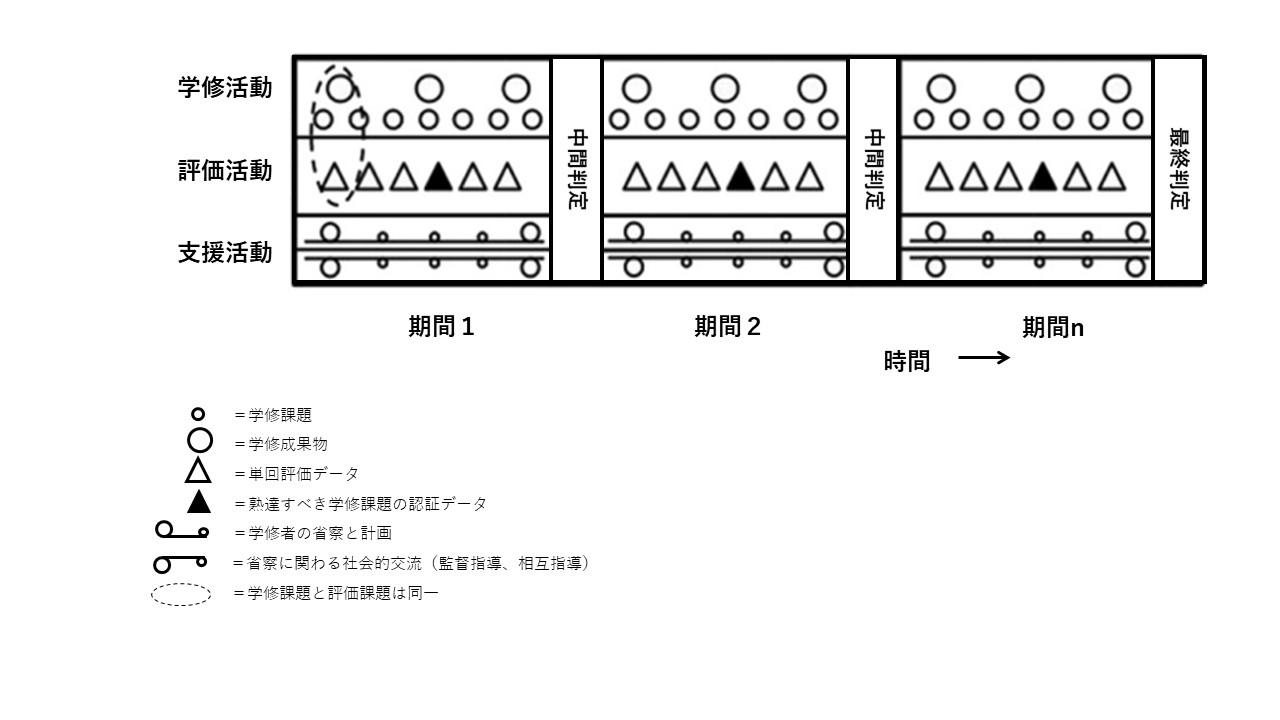 学修活動
評価活動
支援活動
中間判定
中間判定
最終判定
期間１
期間２
期間n
時間
＝学修課題
＝学修成果物
＝単回評価データ
＝熟達すべき学修課題の認証データ
＝学修者の省察と計画
＝省察に関わる社会的交流（監督指導、相互指導）
＝学修課題と評価課題は同一